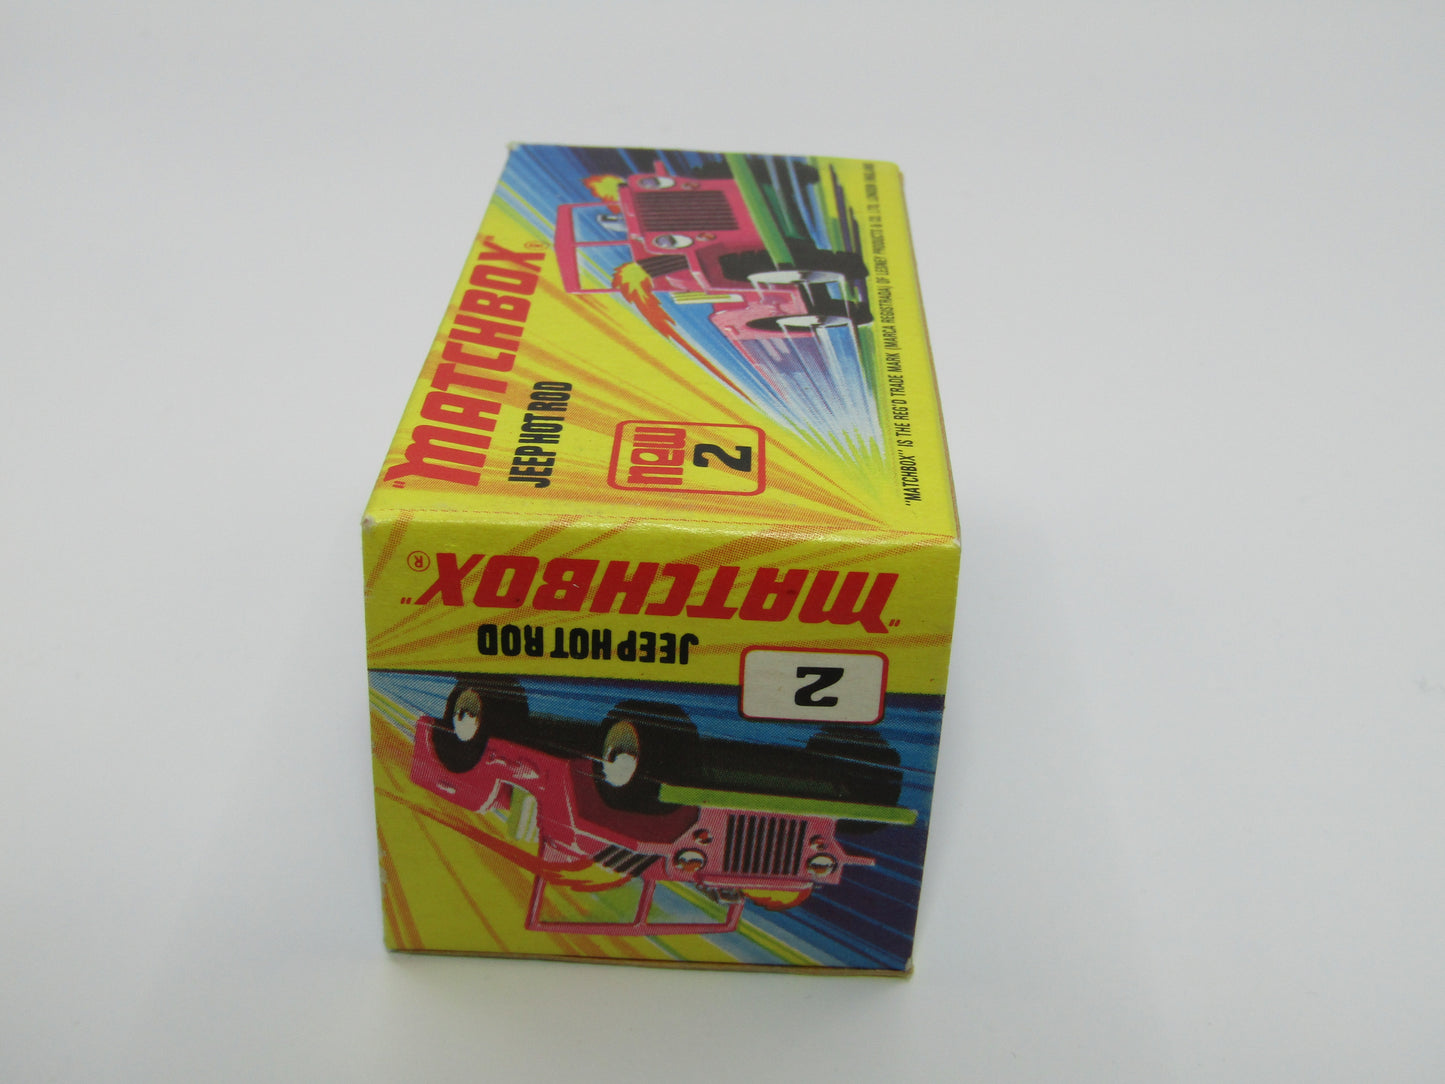 "MATCHBOX"®
JEEP HOT ROD
new
2
"MATCHBOX" IS THE REG'D TRADE MARK (MARCA REGISTRADA) OF LESNEY PRODUCTS & CO. LTD. LONDON
"MATCHBOX"®
JEEP HOT ROD
2